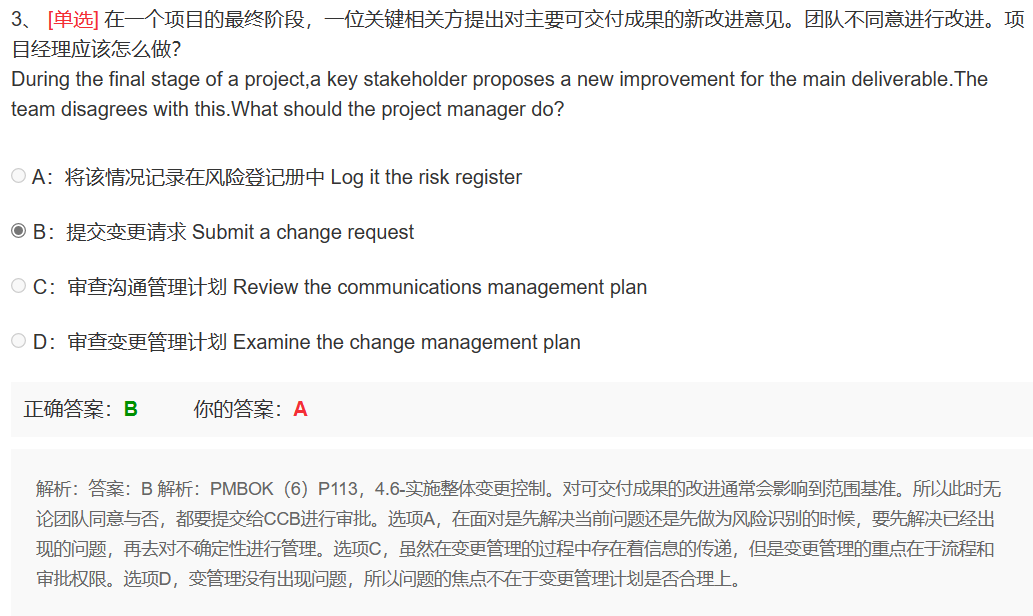 3、 [单选] 在一个项目的最终阶段，一位关键相关方提出对主要可交付成果的新改进意见。团队不同意进行改进。项
目经理应该怎么做?
During the final stage of a project,a key stakeholder proposes a new improvement for the main deliverable.The
team disagrees with this.What should the project manager do?
A：将该情况记录在风险登记册中 Log it the risk register
B：提交变更请求 Submit a change request
C：审查沟通管理计划 Review the communications management plan
D：审查变更管理计划 Examine the change management plan
正确答案：B 你的答案：A
解析：答案：B 解析：PMBOK（6）P113，4.6-实施整体变更控制。对可交付成果的改进通常会影响到范围基准。所以此时无
论团队同意与否，都要提交给CCB进行审批。选项A，在面对是先解决当前问题还是先做为风险识别的时候，要先解决已经出
现的问题，再去对不确定性进行管理。选项C，虽然在变更管理的过程中存在着信息的传递，但是变更管理的重点在于流程和
审批权限。选项D，变管理没有出现问题，所以问题的焦点不在于变更管理计划是否合理上。